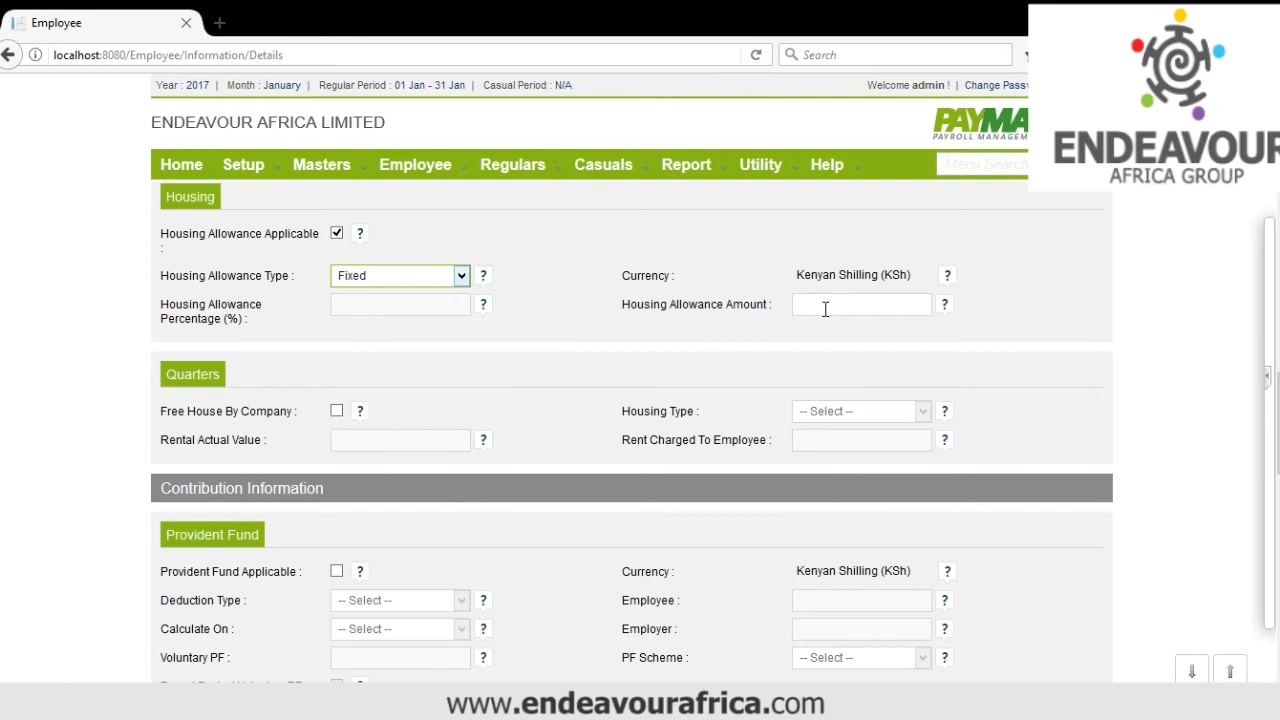 Employee
localhost:8080/Employee/Information/Details
Search
Year : 2017 | Month : January | Regular Period : 01 Jan - 31 Jan | Casual Period : N/A
Welcome admin ! | Change Passw
ENDEAVOUR AFRICA LIMITED
PAYMA
PAYROLL MANAGEM
ENDEAVOUR
AFRICA GROUP
Home Setup Masters Employee Regulars Casuals Report Utility Help Menu Search
Housing
Housing Allowance Applicable
:
?
Housing Allowance Type : Fixed ? Currency : Kenyan Shilling (KSh) ?
Housing Allowance
Percentage (%) :
? Housing Allowance Amount : ?
Quarters
Free House By Company : ? Housing Type : -- Select -- ?
Rental Actual Value : ? Rent Charged To Employee : ?
Contribution Information
Provident Fund
Provident Fund Applicable : ? Currency : Kenyan Shilling (KSh) ?
Deduction Type : -- Select -- ? Employee : ?
Calculate On : -- Select -- ? Employer : ?
Voluntary PF : ? PF Scheme : -- Select -- ?
www.endeavourafrica.com